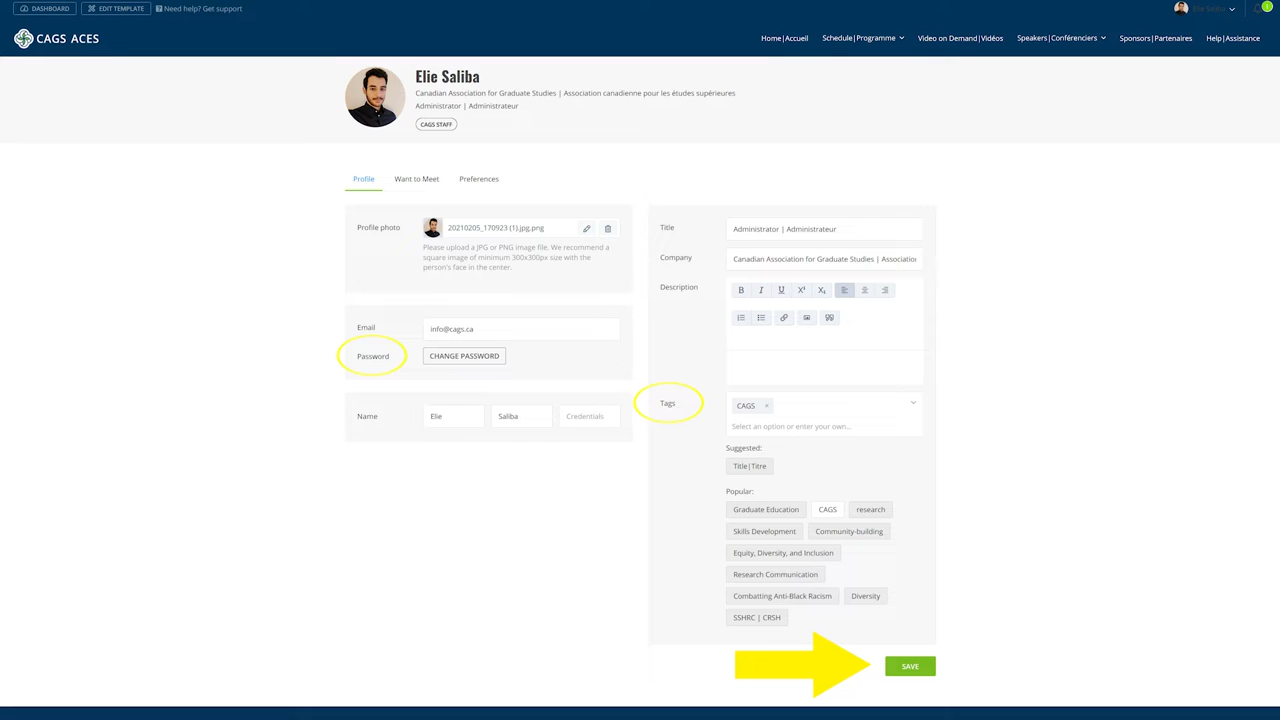 DASHBOARD EDIT TEMPLATE Need help? Get support Elie Saliba 1
CAGS ACES Home|Accueil Schedule|Programme Video on Demand|Vidéos Speakers|Conférenciers Sponsors|Partenaires Help|Assistance
Elie Saliba
Canadian Association for Graduate Studies | Association canadienne pour les études supérieures
Administrator | Administrateur
CAGS STAFF
Profile Want to Meet Preferences
Profile photo 20210205_170923 (1).jpg.png
Please upload a JPG or PNG image file. We recommend a
square image of minimum 300x300px size with the
person's face in the center.
Email info@cags.ca
Password CHANGE PASSWORD
Name Elie Saliba Credentials
Title Administrator | Administrateur
Company Canadian Association for Graduate Studies | Association
Description B I U X¹ X₁
Tags CAGS ×
Select an option or enter your own...
Suggested:
Title|Titre
Popular:
Graduate Education CAGS research
Skills Development Community-building
Equity, Diversity, and Inclusion
Research Communication
Combatting Anti-Black Racism Diversity
SSHRC | CRSH
SAVE